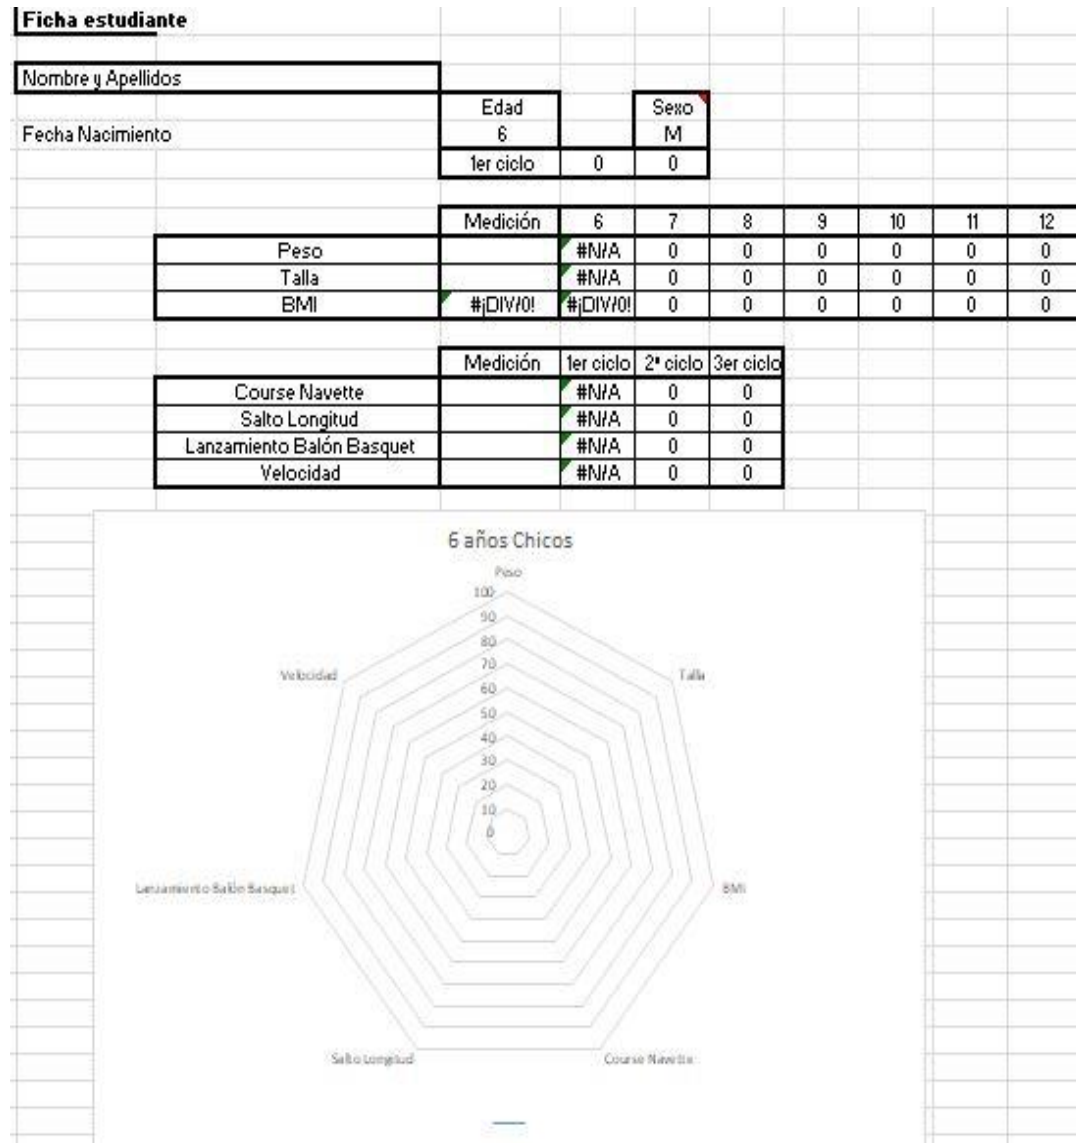 Ficha estudiante
Nombre y Apellidos
Edad Sexo
Fecha Nacimiento 6 M
1er ciclo 0 0
Medición 6 7 8 9 10 11 12
Peso #N/A 0 0 0 0 0 0
Talla #N/A 0 0 0 0 0 0
BMI #¡DIV/0! #¡DIV/0! 0 0 0 0 0 0
Medición 1er ciclo 2º ciclo 3er ciclo
Course Navette #N/A 0 0
Salto Longitud #N/A 0 0
Lanzamiento Balón Basquet #N/A 0 0
Velocidad #N/A 0 0
6 años Chicos
Peso
100
90
80
70
Velocidad Talla
60
50
40
30
20
10
0
Lanzamiento Balón Basquet BMI
Salto Longitud Course Navette